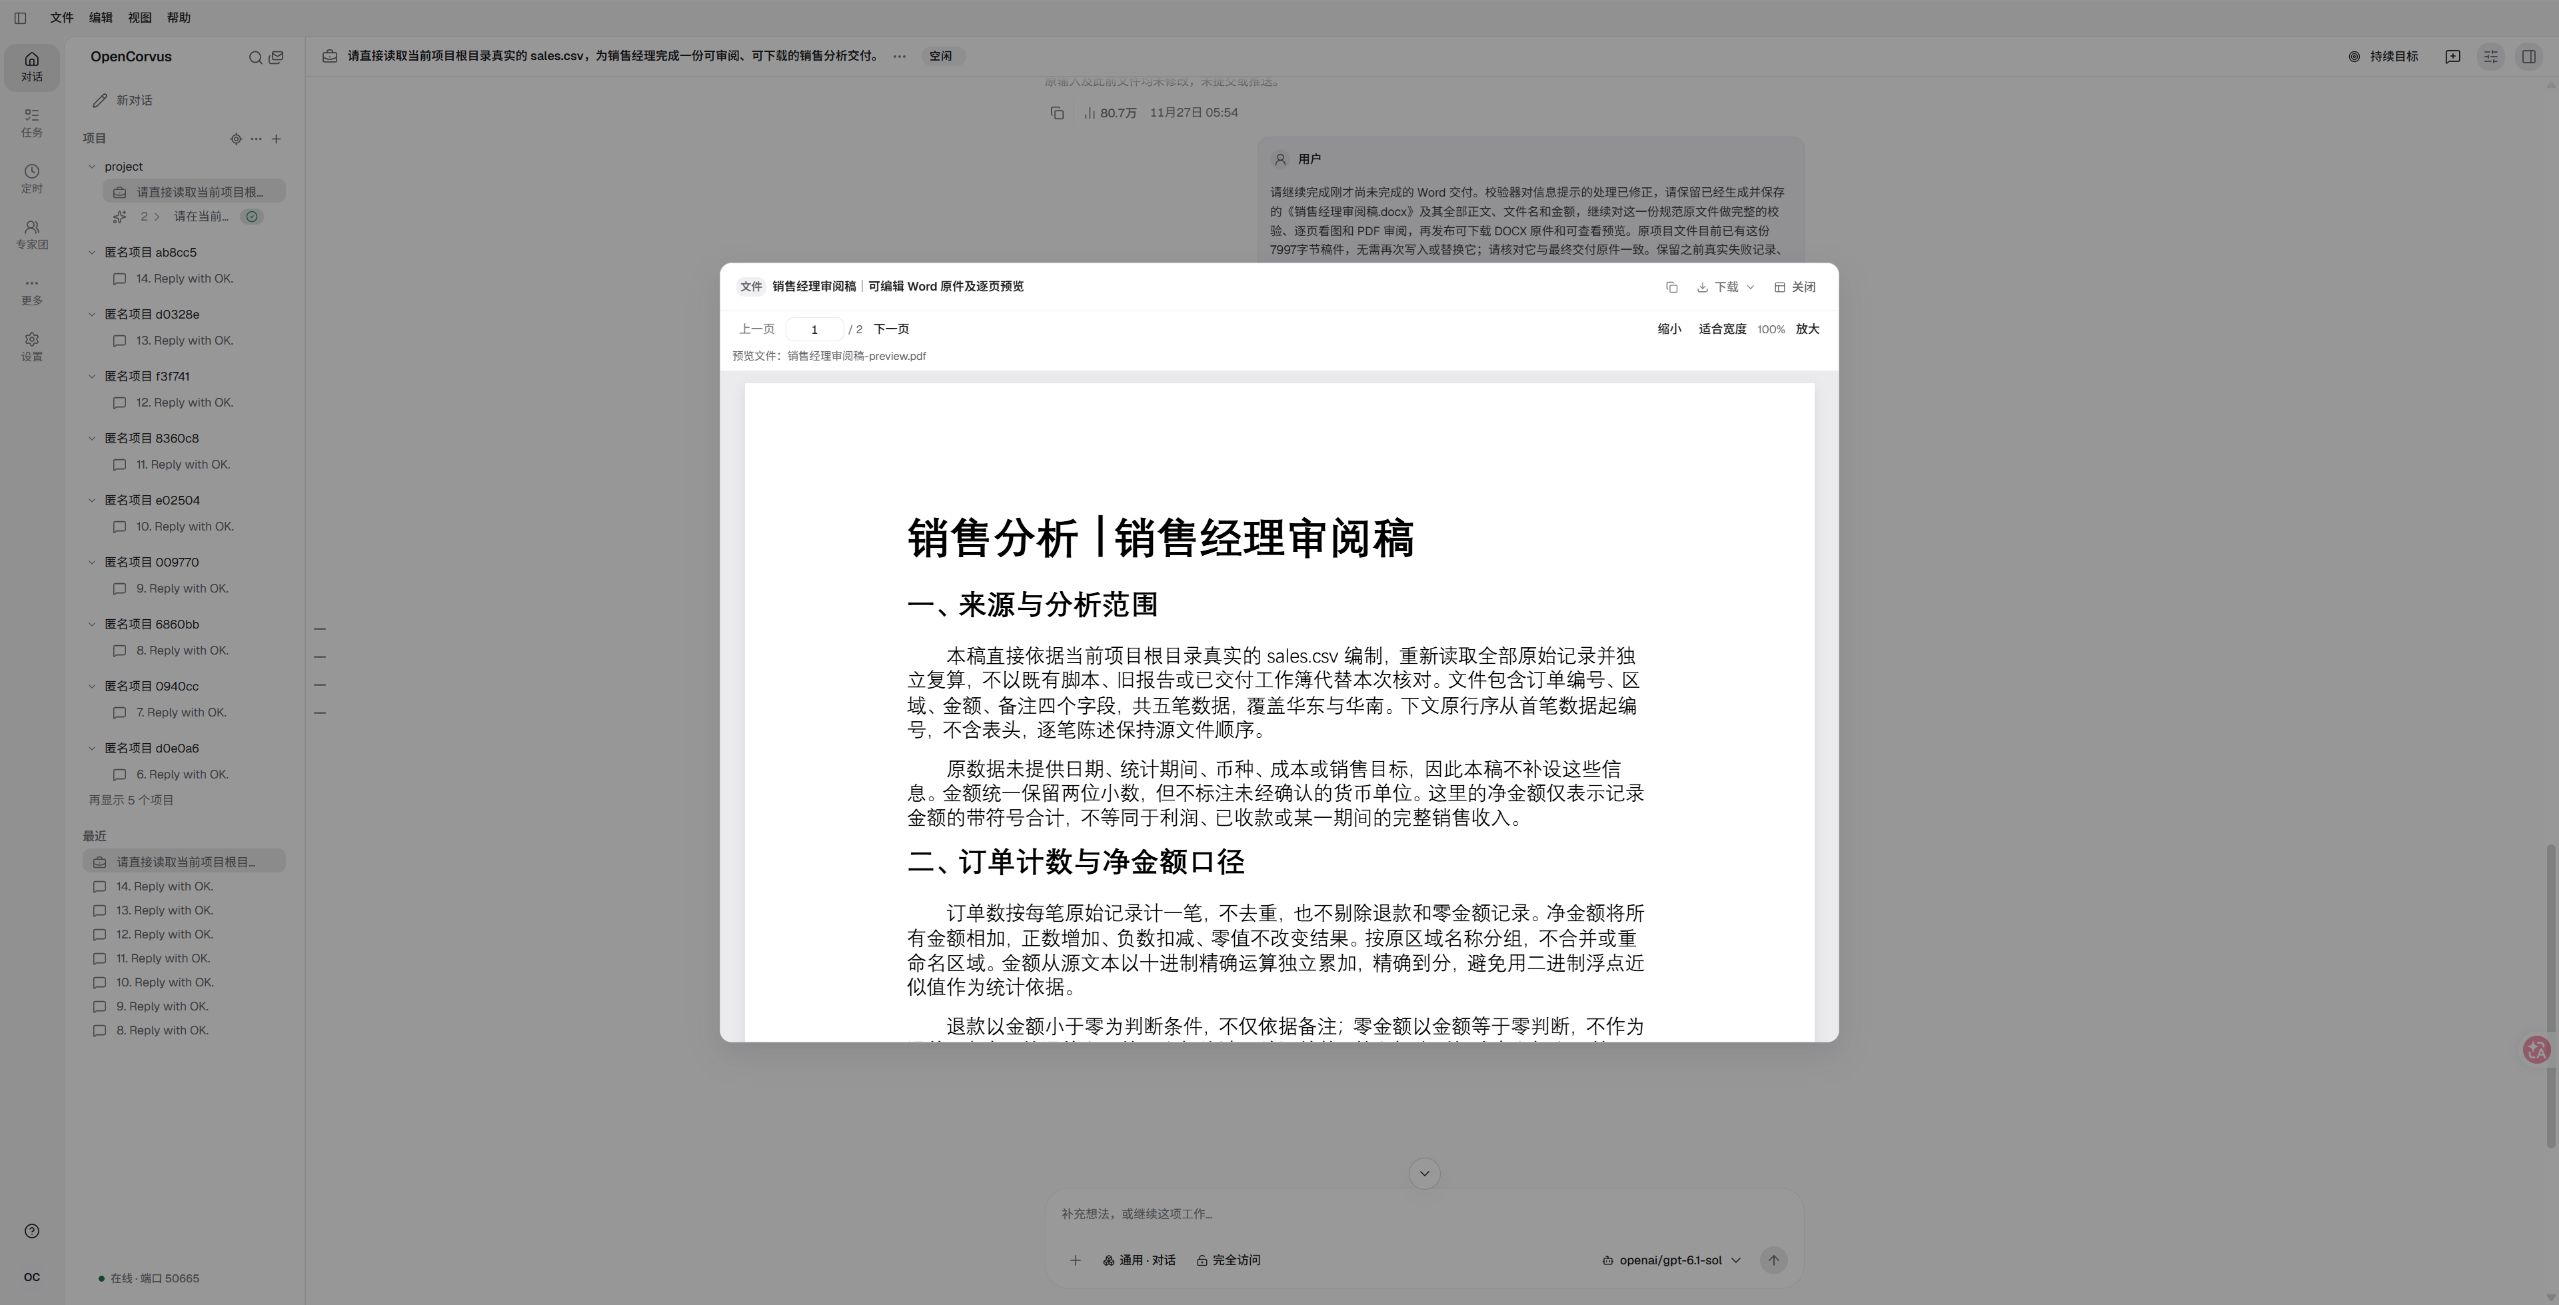 文件 编辑 视图 帮助
对话
任务
定时
专家团
更多
设置
OC
OpenCorvus
新对话
项目
project
请直接读取当前项目根...
2 请在当前...
匿名项目 ab8cc5
14. Reply with OK.
匿名项目 d0328e
13. Reply with OK.
匿名项目 f3f741
12. Reply with OK.
匿名项目 8360c8
11. Reply with OK.
匿名项目 e02504
10. Reply with OK.
匿名项目 009770
9. Reply with OK.
匿名项目 6860bb
8. Reply with OK.
匿名项目 0940cc
7. Reply with OK.
匿名项目 d0e0a6
6. Reply with OK.
再显示 5 个项目
最近
请直接读取当前项目根目...
14. Reply with OK.
13. Reply with OK.
12. Reply with OK.
11. Reply with OK.
10. Reply with OK.
9. Reply with OK.
8. Reply with OK.
在线 · 端口 50665
请直接读取当前项目根目录真实的 sales.csv，为销售经理完成一份可审阅、可下载的销售分析交付。 ... 空闲
持续目标
原输入及此前文件均未修改，未提交或推送。
80.7万 11月27日 05:54
用户
请继续完成刚才尚未完成的 Word 交付。校验器对信息提示的处理已修正，请保留已经生成并保存
的《销售经理审阅稿.docx》及其全部正文、文件名和金额，继续对这一份规范原文件做完整的校
验、逐页看图和 PDF 审阅，再发布可下载 DOCX 原件和可查看预览。原项目文件目前已有这份
7997字节稿件，无需再次写入或替换它；请核对它与最终交付原件一致。保留之前真实失败记录、
文件 销售经理审阅稿｜可编辑 Word 原件及逐页预览
下载 关闭
上一页 1 / 2 下一页
缩小 适合宽度 100% 放大
预览文件：销售经理审阅稿-preview.pdf
销售分析｜销售经理审阅稿
一、来源与分析范围
本稿直接依据当前项目根目录真实的 sales.csv 编制，重新读取全部原始记录并独
立复算，不以既有脚本、旧报告或已交付工作簿代替本次核对。文件包含订单编号、区
域、金额、备注四个字段，共五笔数据，覆盖华东与华南。下文原行序从首笔数据起编
号，不含表头，逐笔陈述保持源文件顺序。
原数据未提供日期、统计期间、币种、成本或销售目标，因此本稿不补设这些信
息。金额统一保留两位小数，但不标注未经确认的货币单位。这里的净金额仅表示记录
金额的带符号合计，不等同于利润、已收款或某一期间的完整销售收入。
二、订单计数与净金额口径
订单数按每笔原始记录计一笔，不去重，也不剔除退款和零金额记录。净金额将所
有金额相加，正数增加、负数扣减、零值不改变结果。按原区域名称分组，不合并或重
命名区域。金额从源文本以十进制精确运算独立累加，精确到分，避免用二进制浮点近
似值作为统计依据。
退款以金额小于零为判断条件，不仅依据备注；零金额以金额等于零判断，不作为
补充想法，或继续这项工作...
通用 · 对话 完全访问
openai/gpt-6.1-sol